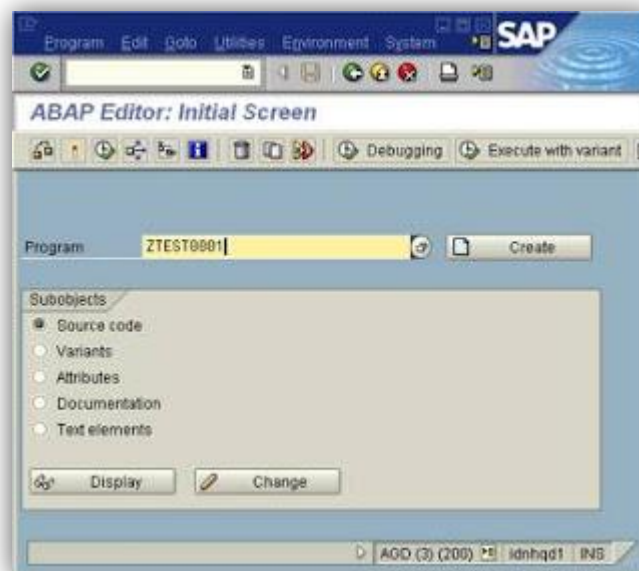 Program Edit Goto Utilities Environment System
SAP
ABAP Editor: Initial Screen
Debugging Execute with variant
Program ZTEST0001 Create
Subobjects
Source code
Variants
Attributes
Documentation
Text elements
Display Change
AGD (3) (200) idnhqd1 INS